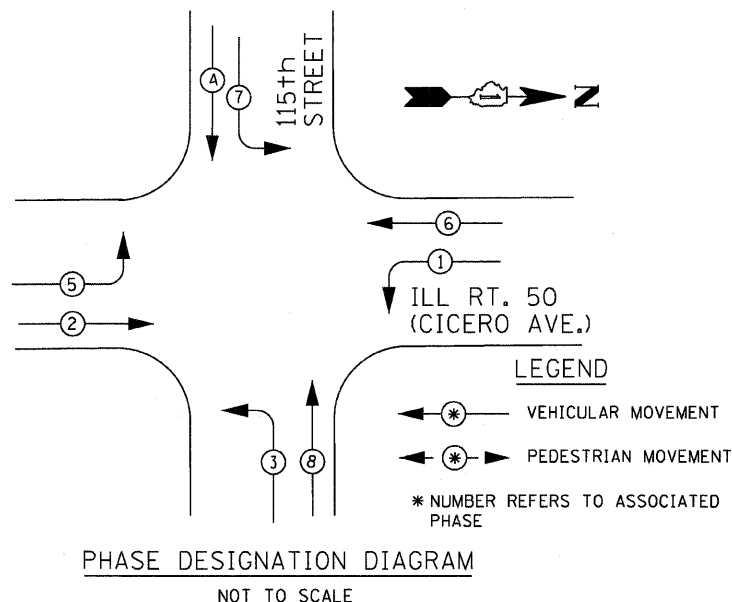 4
7
115th
STREET
N
6
1
5
2
ILL RT. 50
(CICERO AVE.)
3
8
LEGEND
* VEHICULAR MOVEMENT
* PEDESTRIAN MOVEMENT
* NUMBER REFERS TO ASSOCIATED
PHASE
PHASE DESIGNATION DIAGRAM
NOT TO SCALE